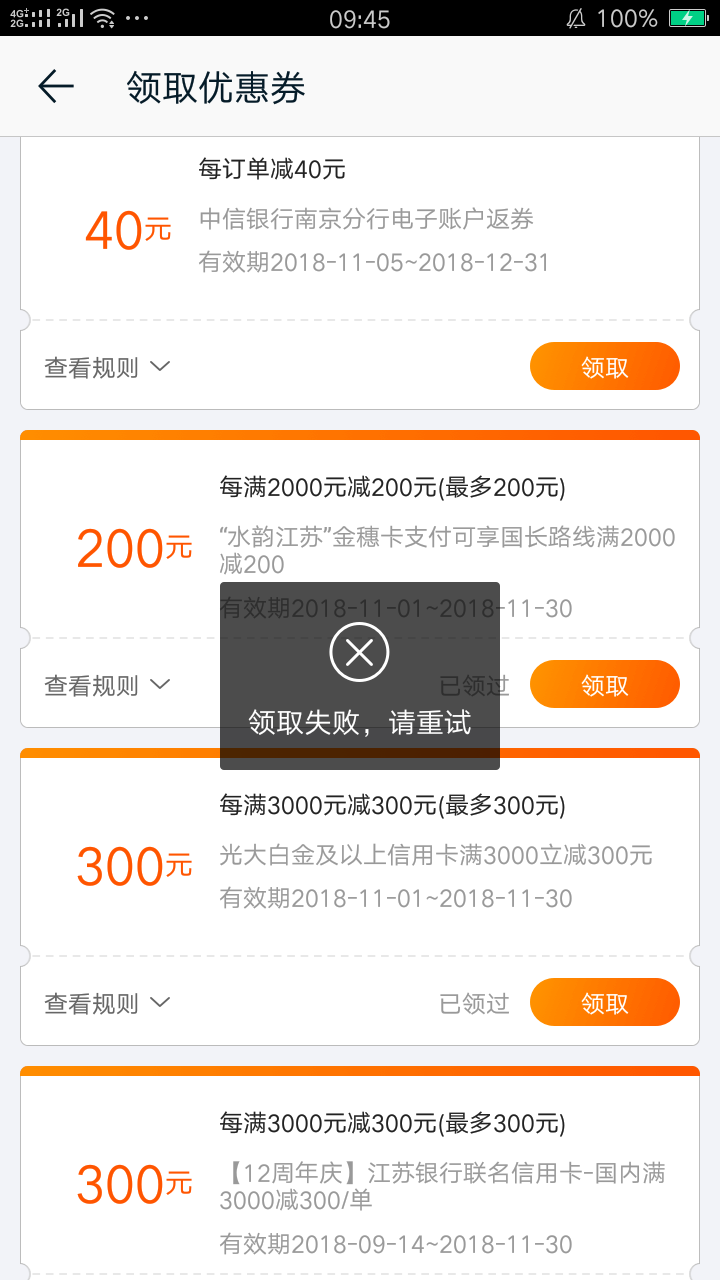 4G+ 2G 2G 09:45 100%
领取优惠券
每订单减40元
40元
中信银行南京分行电子账户返券
有效期2018-11-05~2018-12-31
查看规则 领取
每满2000元减200元(最多200元)
200元
“水韵江苏”金穗卡支付可享国长路线满2000
减200
有效期2018-11-01~2018-11-30
查看规则 已领过 领取
领取失败，请重试
每满3000元减300元(最多300元)
300元
光大白金及以上信用卡满3000立减300元
有效期2018-11-01~2018-11-30
查看规则 已领过 领取
每满3000元减300元(最多300元)
300元
【12周年庆】江苏银行联名信用卡-国内满
3000减300/单
有效期2018-09-14~2018-11-30